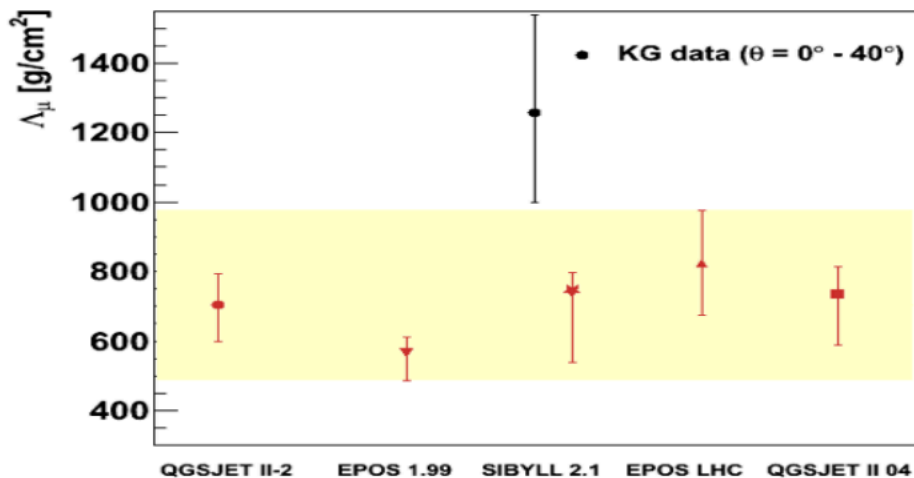 Λμ [g/cm²]
KG data (θ = 0° - 40°)
1400
1200
1000
800
600
400
QGSJET II-2 EPOS 1.99 SIBYLL 2.1 EPOS LHC QGSJET II 04